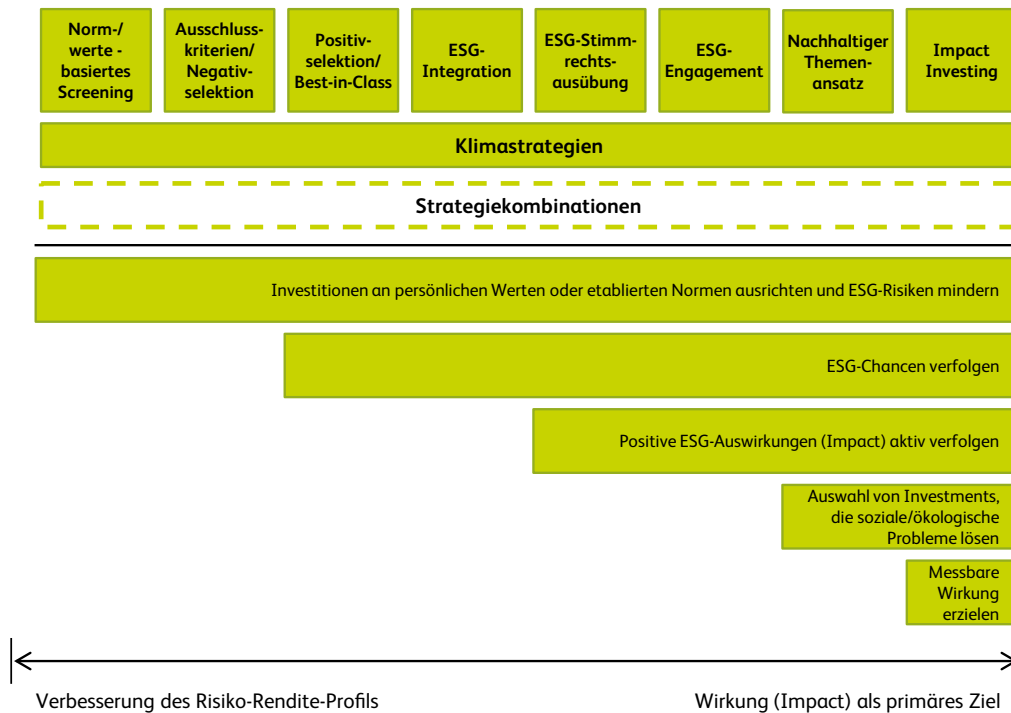 Norm-/
werte -
basiertes
Screening
Ausschluss-
kriterien/
Negativ-
selektion
Positiv-
selektion/
Best-in-Class
ESG-
Integration
ESG-Stimm-
rechts-
ausübung
ESG-
Engagement
Nachhaltiger
Themen-
ansatz
Impact
Investing
Klimastrategien
Strategiekombinationen
Investitionen an persönlichen Werten oder etablierten Normen ausrichten und ESG-Risiken mindern
ESG-Chancen verfolgen
Positive ESG-Auswirkungen (Impact) aktiv verfolgen
Auswahl von Investments,
die soziale/ökologische
Probleme lösen
Messbare
Wirkung
erzielen
Verbesserung des Risiko-Rendite-Profils
Wirkung (Impact) als primäres Ziel